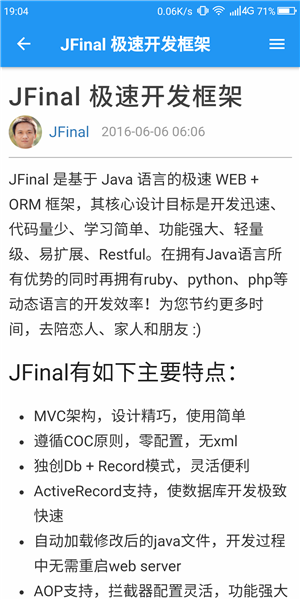 19:04 0.06K/s 4G 71%
JFinal 极速开发框架
JFinal 极速开发框架
JFinal 2016-06-06 06:06
JFinal 是基于 Java 语言的极速 WEB +
ORM 框架，其核心设计目标是开发迅速、
代码量少、学习简单、功能强大、轻量
级、易扩展、Restful。在拥有Java语言所
有优势的同时再拥有ruby、python、php等
动态语言的开发效率！为您节约更多时
间，去陪恋人、家人和朋友 :)
JFinal有如下主要特点：
• MVC架构，设计精巧，使用简单
• 遵循COC原则，零配置，无xml
• 独创Db + Record模式，灵活便利
• ActiveRecord支持，使数据库开发极致
快速
• 自动加载修改后的java文件，开发过程
中无需重启web server
• AOP支持，拦截器配置灵活，功能强大